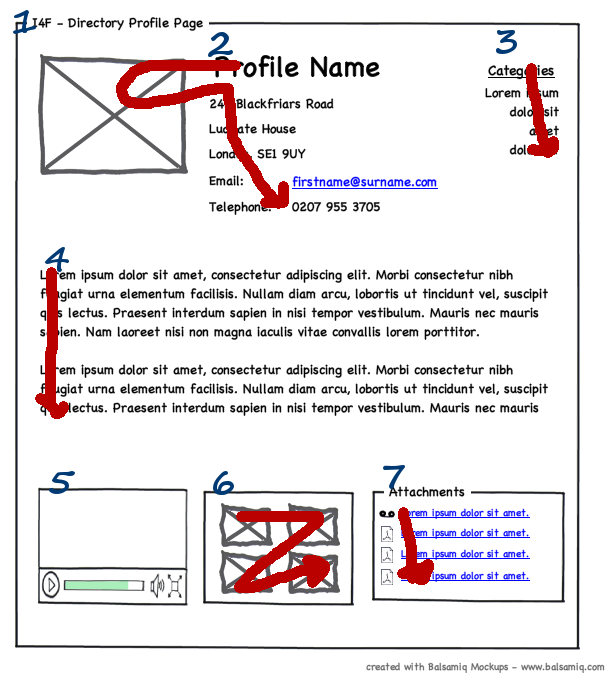 1
I4F - Directory Profile Page
2
Profile Name
Blackfriars Road
House
SE1 9UY
Email: firstname@surname.com
Telephone: 0207 955 3705
3
Categories
Lorem ipsum
dolor sit
amet
4
Lorem ipsum dolor sit amet, consectetur adipiscing elit. Morbi consectetur nibh
feugiat urna elementum facilisis. Nullam diam arcu, lobortis ut tincidunt vel, suscipit
quis lectus. Praesent interdum sapien in nisi tempor vestibulum. Mauris nec mauris
sapien. Nam laoreet nisi non magna iaculis vitae convallis lorem porttitor.
Lorem ipsum dolor sit amet, consectetur adipiscing elit. Morbi consectetur nibh
feugiat urna elementum facilisis. Nullam diam arcu, lobortis ut tincidunt vel, suscipit
quis lectus. Praesent interdum sapien in nisi tempor vestibulum. Mauris nec mauris
5
6
7
Attachments
Lorem ipsum dolor sit amet.
Lorem ipsum dolor sit amet.
Lorem ipsum dolor sit amet.
Lorem ipsum dolor sit amet.
created with Balsamiq Mockups - www.balsamiq.com